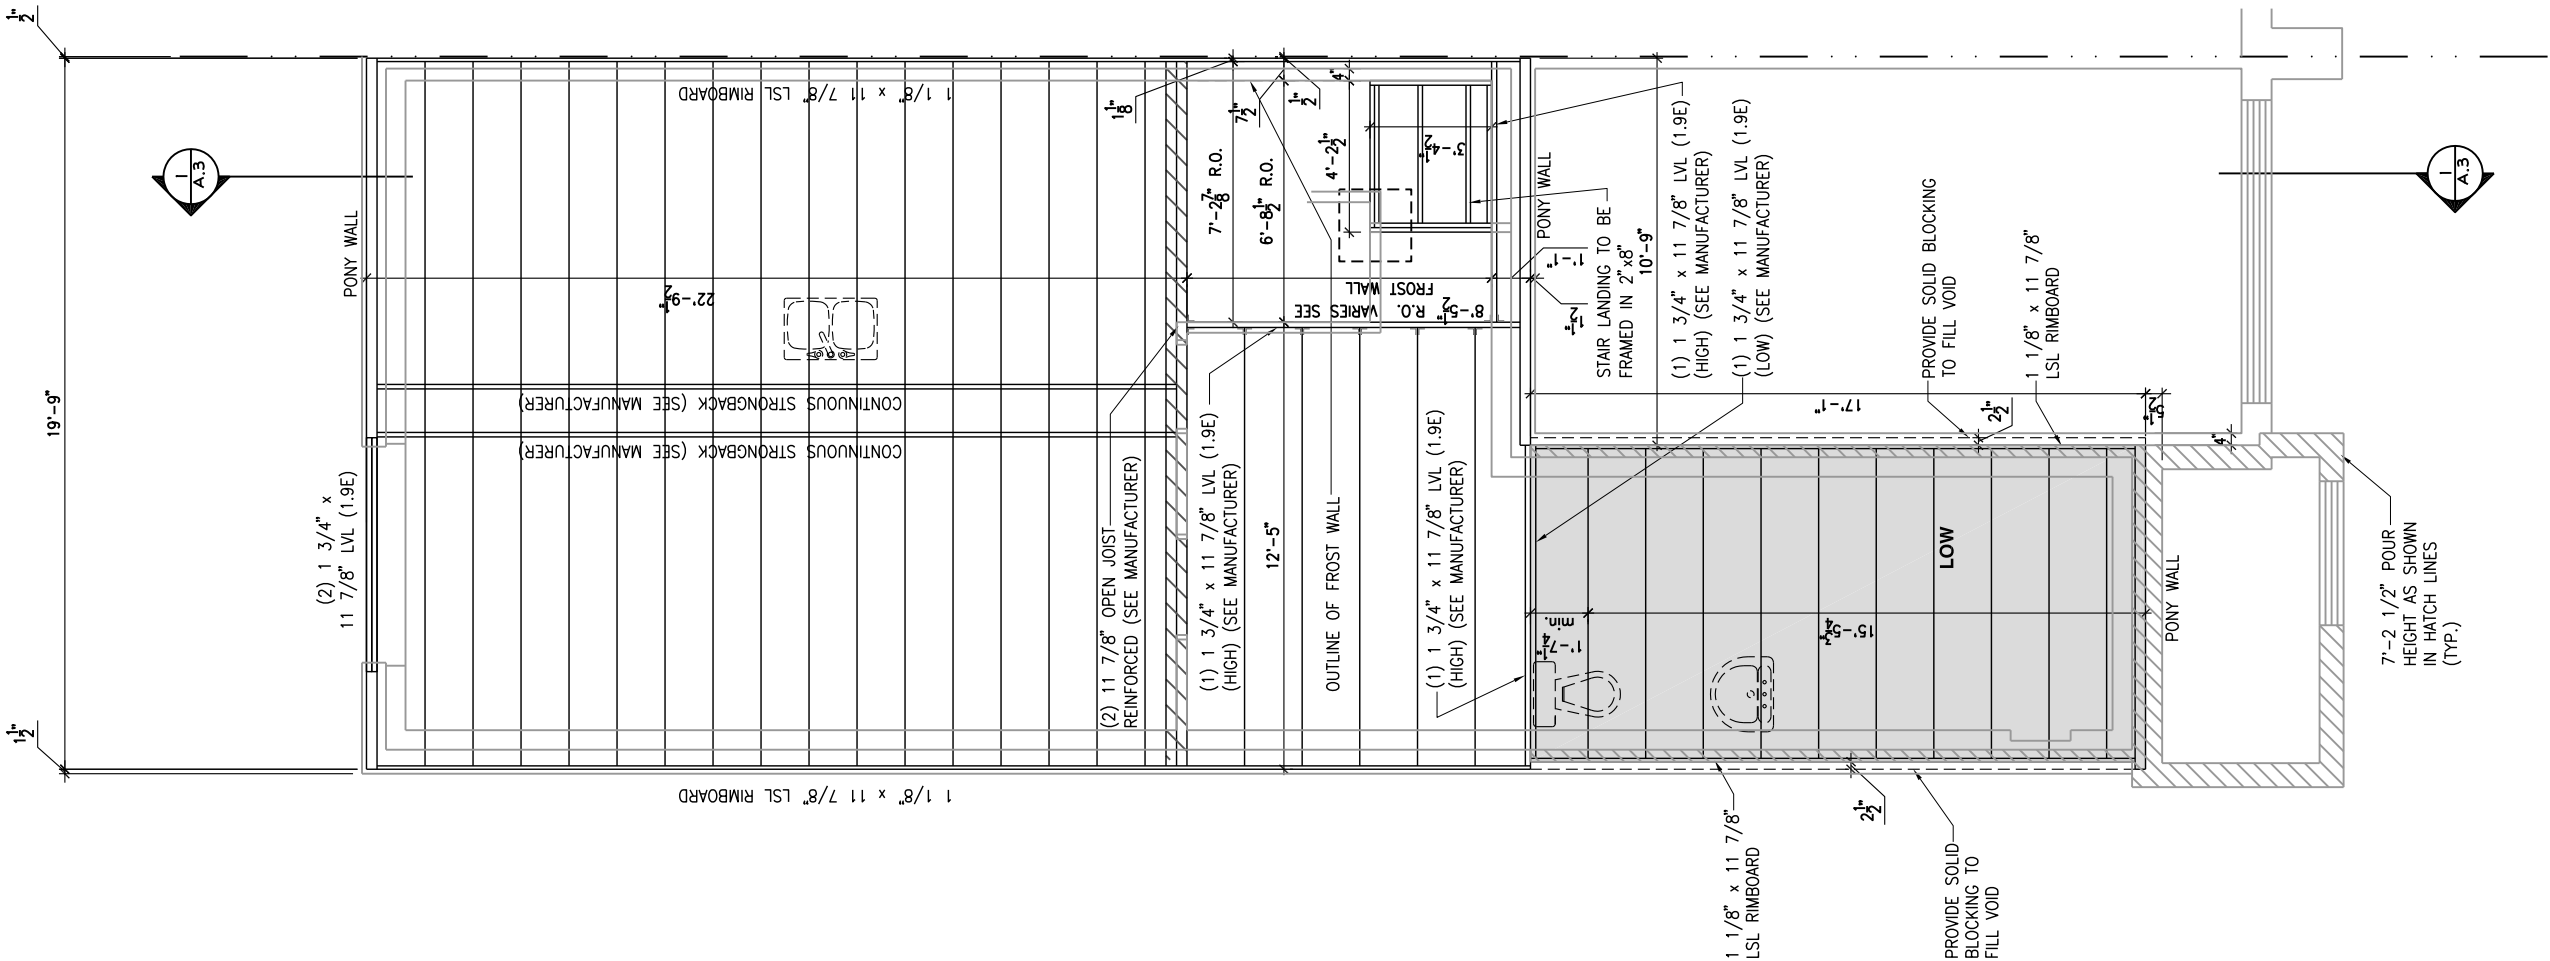 1 1/2"
19'-9"
1 1/2"
1
A.3
PONY WALL
(2) 1 3/4" x
11 7/8" LVL (1.9E)
1 1/8" x 11 7/8" LSL RIMBOARD
22'-9 1/2"
CONTINUOUS STRONGBACK (SEE MANUFACTURER)
CONTINUOUS STRONGBACK (SEE MANUFACTURER)
1 1/8" x 11 7/8" LSL RIMBOARD
(2) 11 7/8" OPEN JOIST
REINFORCED (SEE MANUFACTURER)
1 1/8"
7 1/2"
1 1/2"
4"
7'-2 7/8" R.O.
6'-8 1/2" R.O.
4'-2 1/2"
3'-4 1/2"
8'-5 1/2"
R.O. VARIES SEE
FROST WALL
(1) 1 3/4" x 11 7/8" LVL (1.9E)
(HIGH) (SEE MANUFACTURER)
12'-5"
OUTLINE OF FROST WALL
(1) 1 3/4" x 11 7/8" LVL (1.9E)
(HIGH) (SEE MANUFACTURER)
PONY WALL
1'-1"
1 1/2"
STAIR LANDING TO BE
FRAMED IN 2"x8"
10'-9"
(1) 1 3/4" x 11 7/8" LVL (1.9E)
(HIGH) (SEE MANUFACTURER)
(1) 1 3/4" x 11 7/8" LVL (1.9E)
(LOW) (SEE MANUFACTURER)
17'-1"
PROVIDE SOLID BLOCKING
TO FILL VOID
2 1/2"
1 1/8" x 11 7/8"
LSL RIMBOARD
5 1/2"
4"
1'-7 1/4"
min.
15'-5 3/4"
LOW
PONY WALL
1 1/8" x 11 7/8"
LSL RIMBOARD
2 1/2"
PROVIDE SOLID
BLOCKING TO
FILL VOID
7'-2 1/2" POUR
HEIGHT AS SHOWN
IN HATCH LINES
(TYP.)
1
A.3